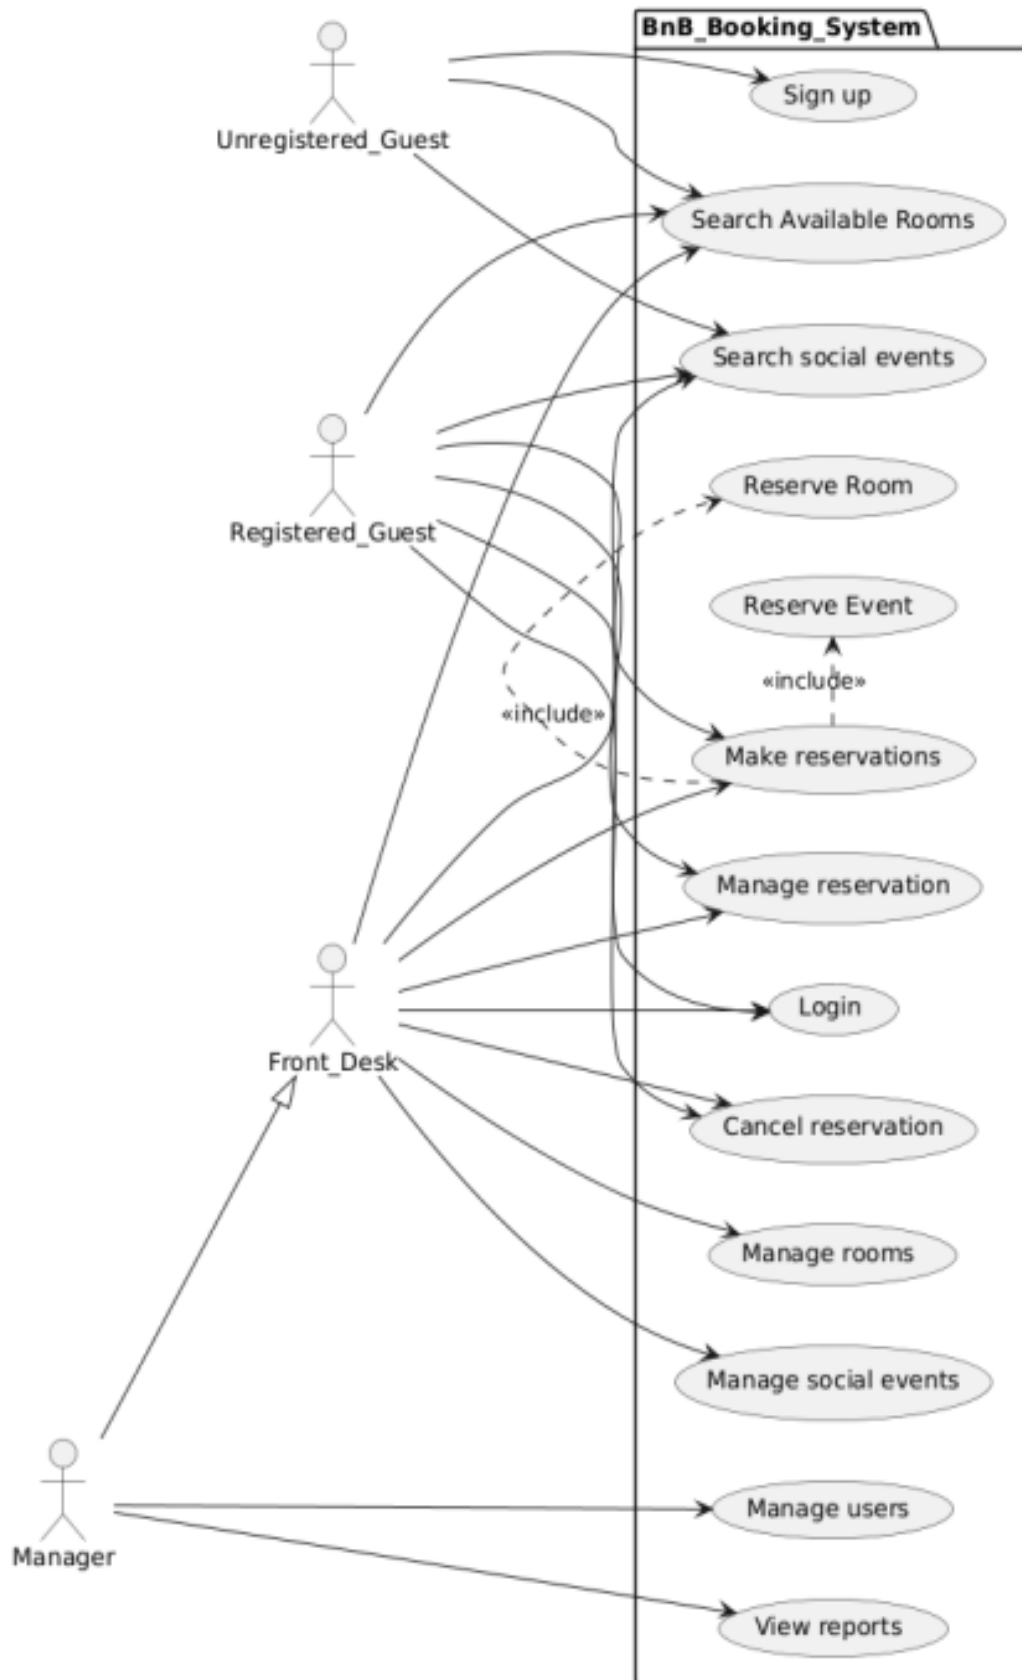 BnB_Booking_System
Sign up
Unregistered_Guest
Search Available Rooms
Search social events
Reserve Room
Registered_Guest
Reserve Event
«include»
«include»
Make reservations
Manage reservation
Login
Front_Desk
Cancel reservation
Manage rooms
Manage social events
Manage users
Manager
View reports